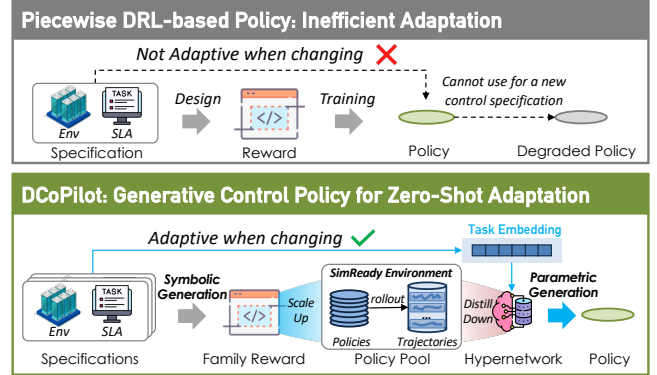 Piecewise DRL-based Policy: Inefficient Adaptation
Not Adaptive when changing
Cannot use for a new
control specification
TASK
Design
</>
Training
Env
SLA
Specification
Reward
Policy
Degraded Policy
DCoPilot: Generative Control Policy for Zero-Shot Adaptation
Task Embedding
Adaptive when changing
SimReady Environment
TASK
Symbolic
Generation
</>
Scale
Up
rollout
...
Distill
Down
Parametric
Generation
Env
SLA
Policies
Trajectories
Specifications
Family Reward
Policy Pool
Hypernetwork
Policy